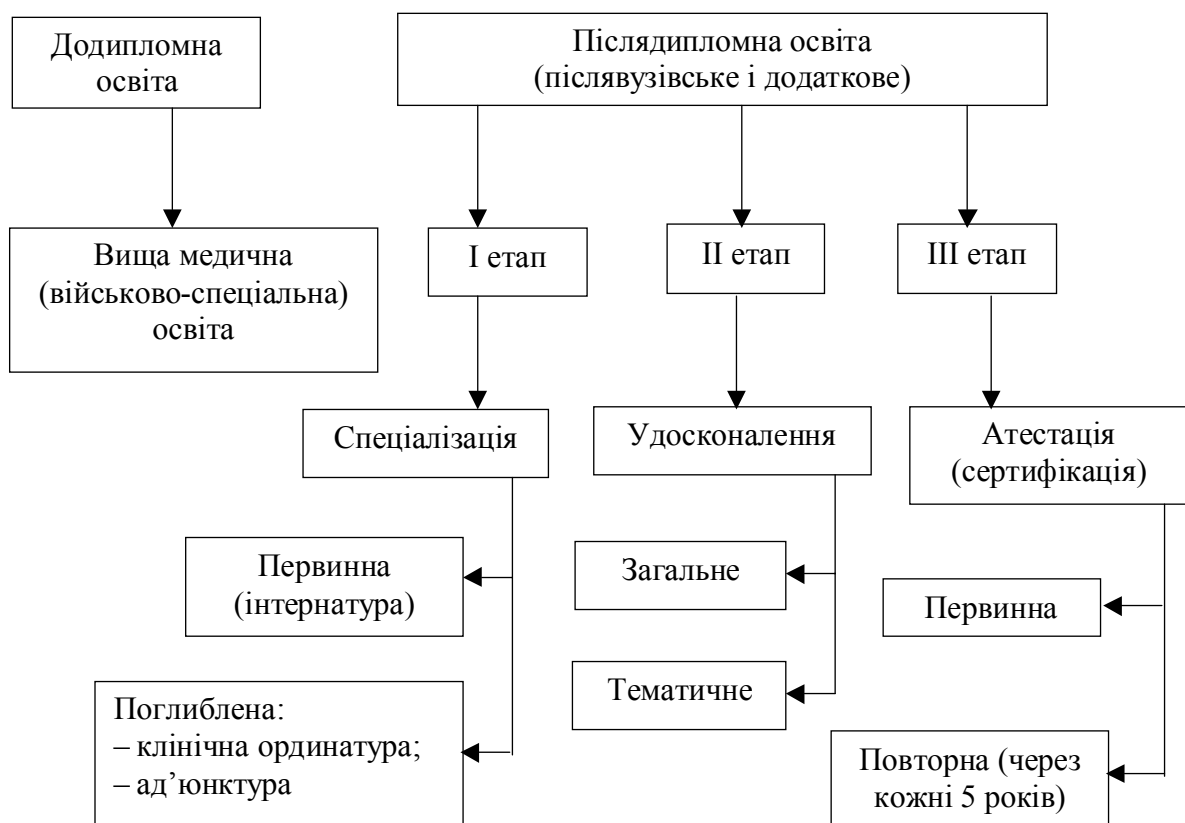 Додипломна
освіта
Післядипломна освіта
(післявузівське і додаткове)
Вища медична
(військово-спеціальна)
освіта
І етап
ІІ етап
ІІІ етап
Спеціалізація
Удосконалення
Атестація
(сертифікація)
Первинна
(інтернатура)
Загальне
Первинна
Поглиблена:
– клінічна ординатура;
– ад’юнктура
Тематичне
Повторна (через
кожні 5 років)